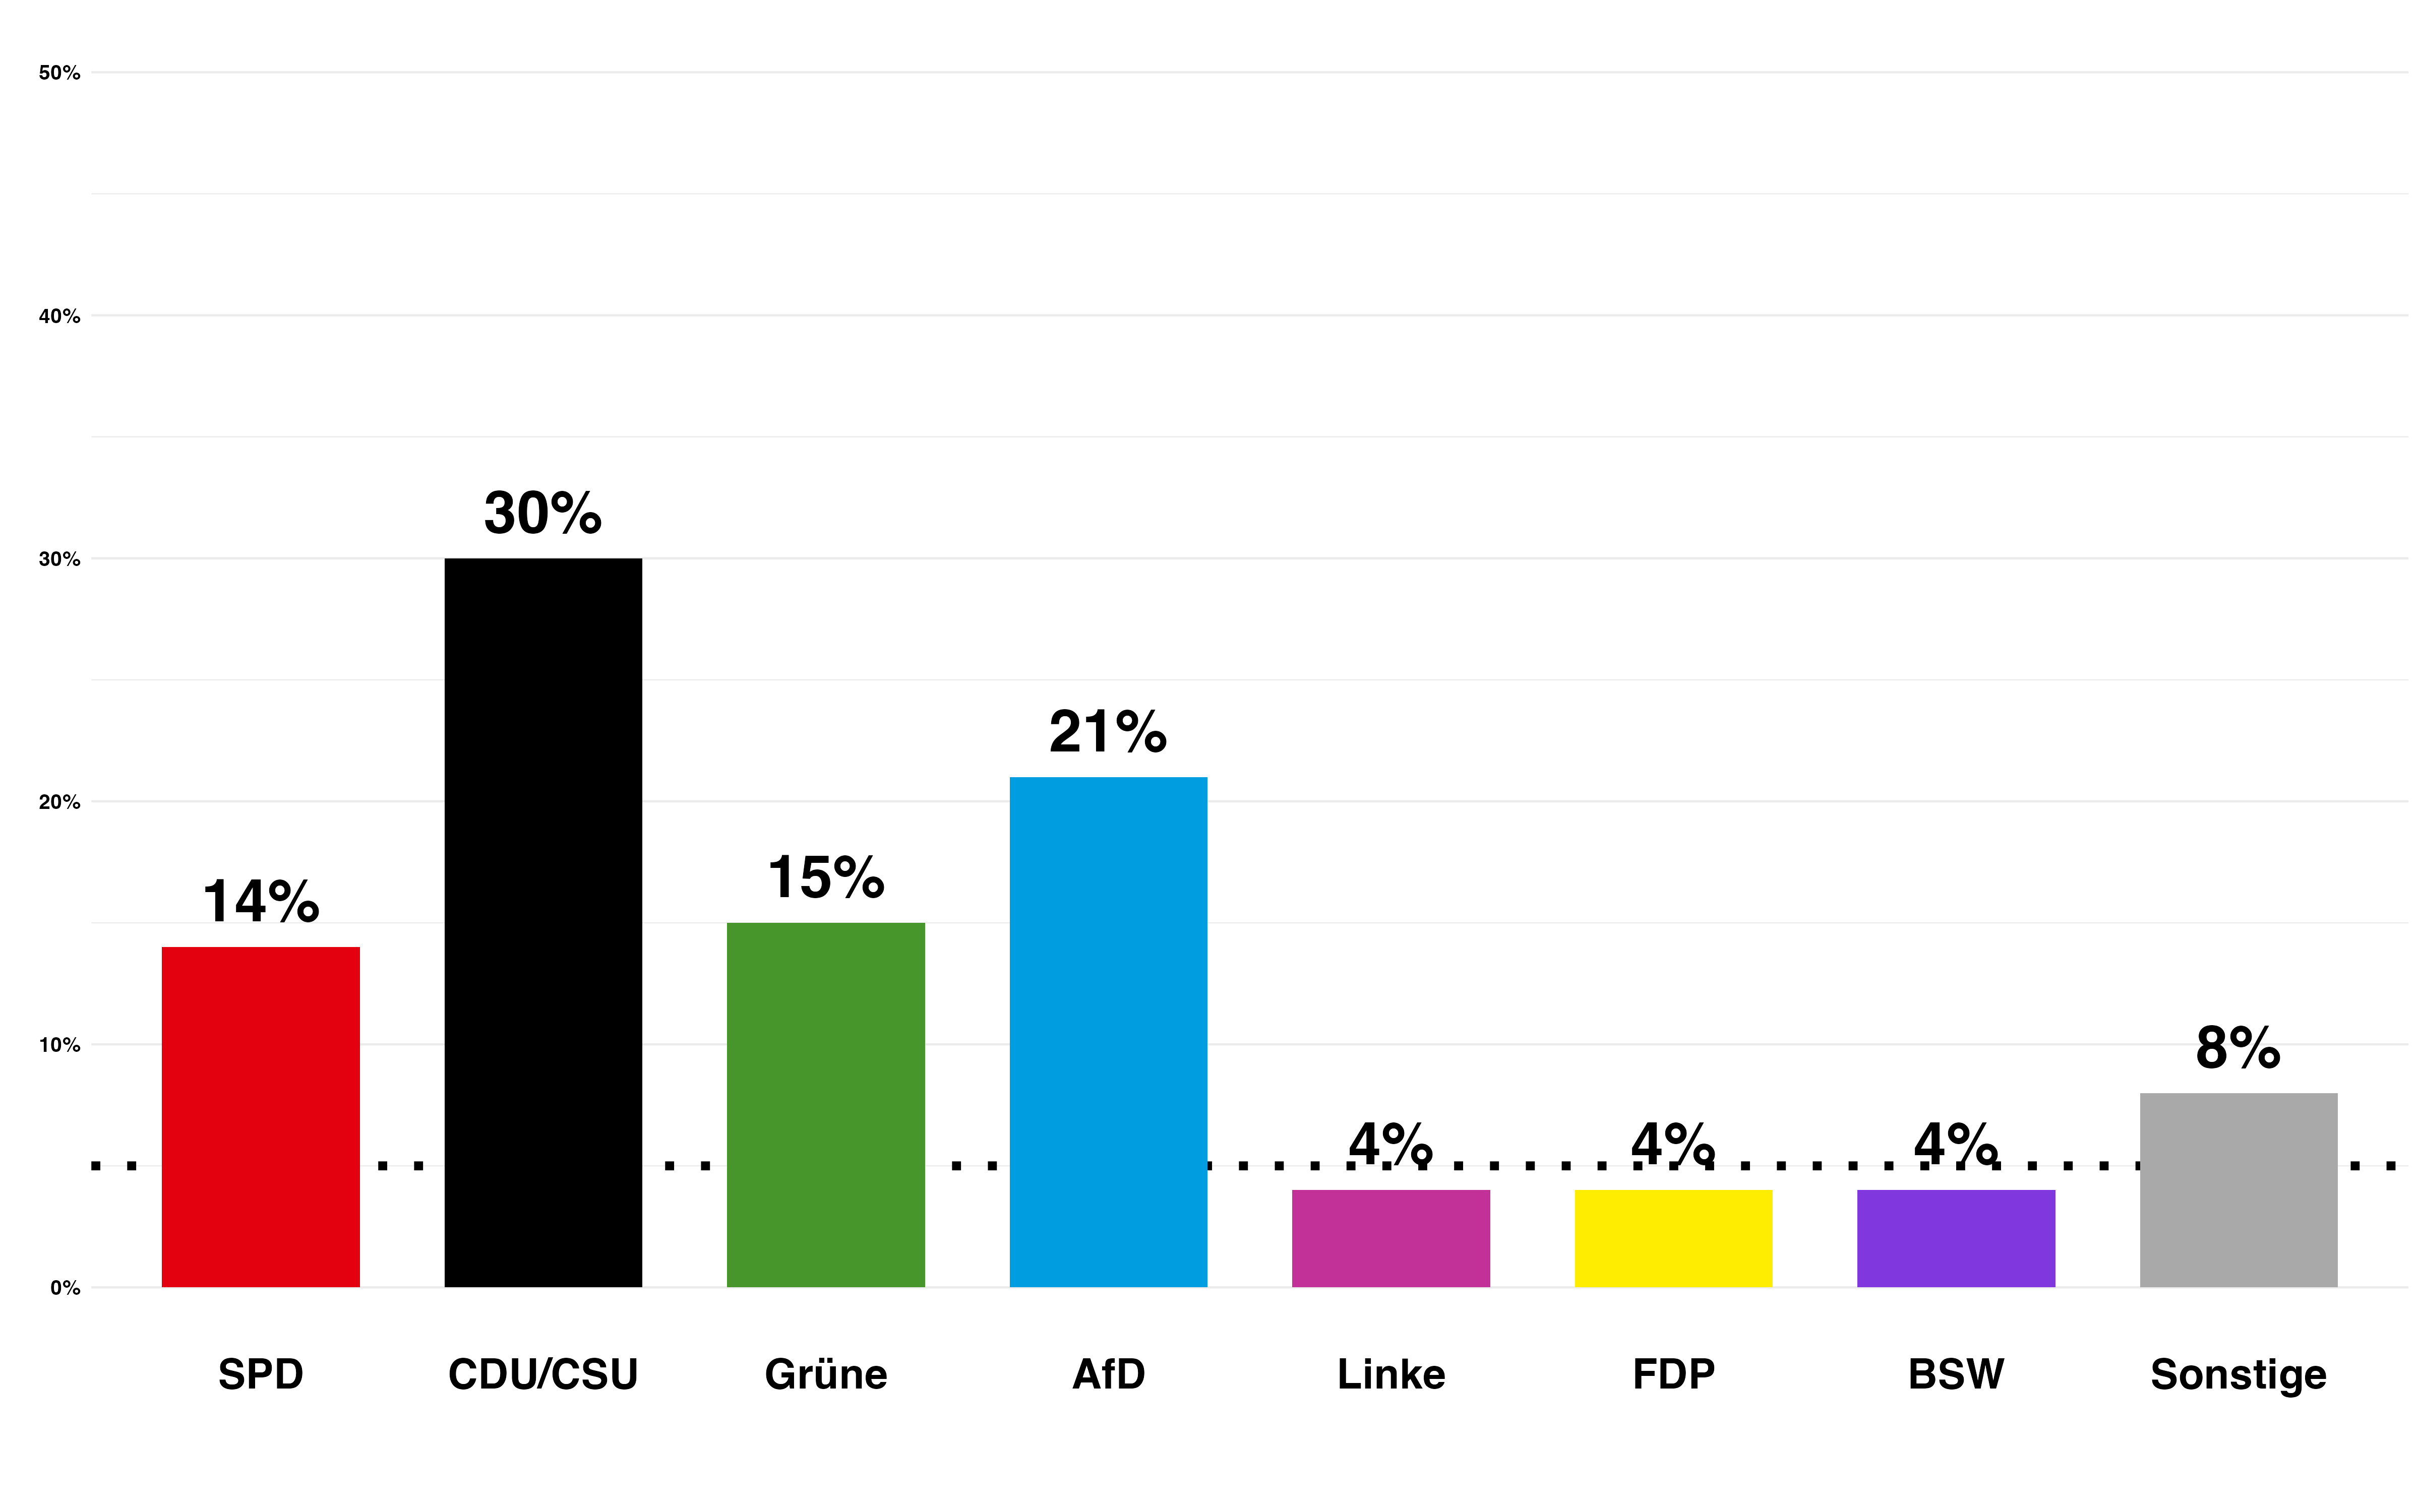 50%
40%
30%
20%
10%
0%
14%
30%
15%
21%
4%
4%
4%
8%
SPD
CDU/CSU
Grüne
AfD
Linke
FDP
BSW
Sonstige